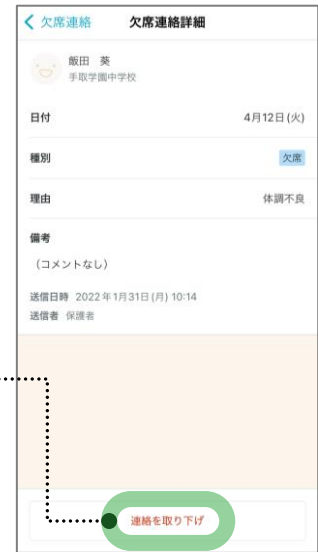 欠席連絡 欠席連絡詳細
飯田 葵
手取学園中学校
日付 4月12日(火)
種別 欠席
理由 体調不良
備考
(コメントなし)
送信日時 2022年1月31日(月) 10:14
送信者 保護者
連絡を取り下げ